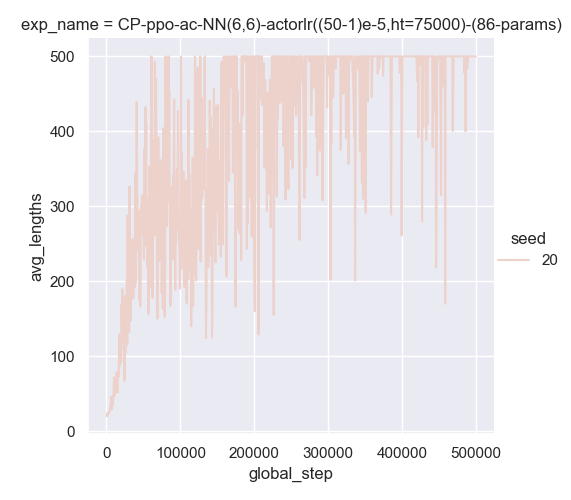 exp_name = CP-ppo-ac-NN(6,6)-actorlr((50-1)e-5,ht=75000)-(86-params)
500
400
300
200
100
0
avg_lengths
0 100000 200000 300000 400000 500000
global_step
seed
20